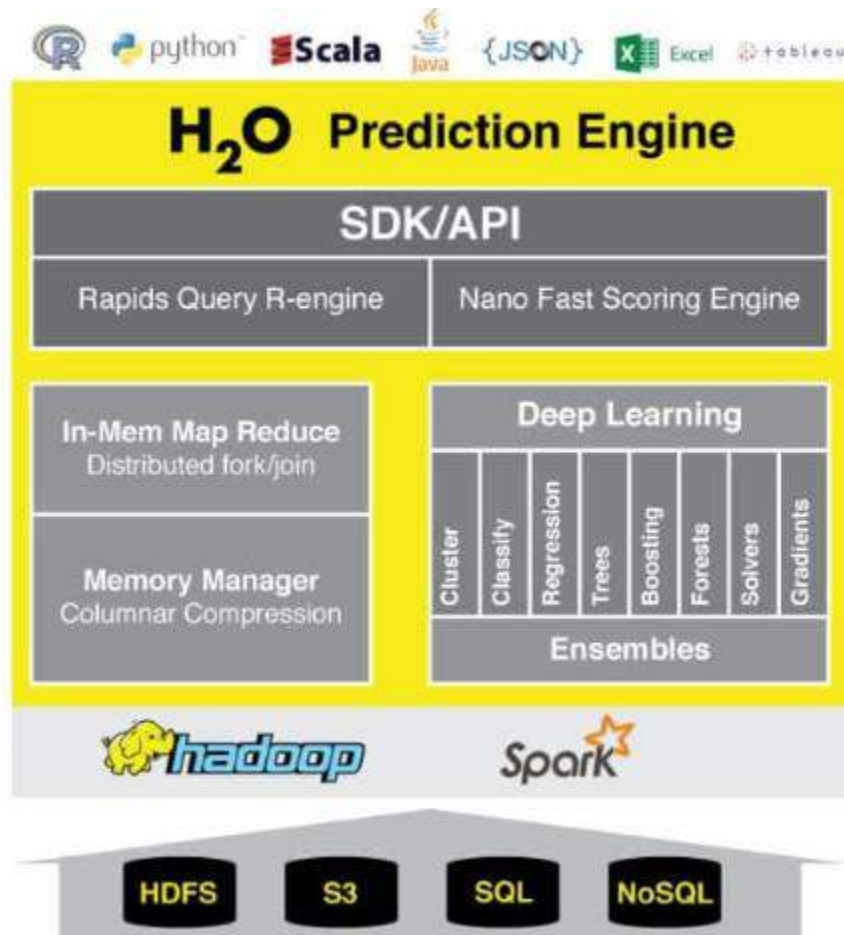 R python Scala Java {JSON} Excel +ableau
H2O Prediction Engine
SDK/API
Rapids Query R-engine
Nano Fast Scoring Engine
In-Mem Map Reduce
Distributed fork/join
Memory Manager
Columnar Compression
Deep Learning
Cluster
Classify
Regression
Trees
Boosting
Forests
Solvers
Gradients
Ensembles
hadoop
Spark
HDFS
S3
SQL
NoSQL